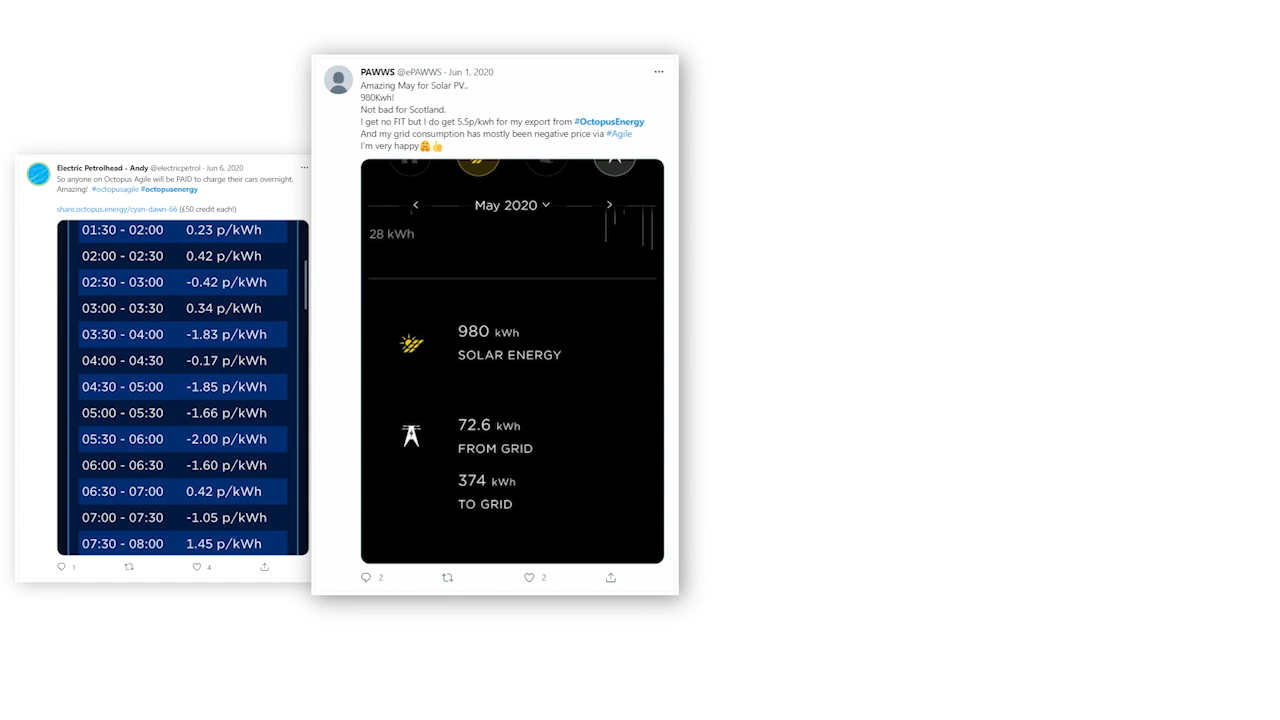 Electric Petrolhead - Andy @electricpetrol · Jun 6, 2020
So anyone on Octopus Agile will be PAID to charge their cars overnight.
Amazing! #octopusagile #octopusenergy
share.octopus.energy/cyan-dawn-66 (£50 credit each!)
01:30 - 02:00 0.23 p/kWh
02:00 - 02:30 0.42 p/kWh
02:30 - 03:00 -0.42 p/kWh
03:00 - 03:30 0.34 p/kWh
03:30 - 04:00 -1.83 p/kWh
04:00 - 04:30 -0.17 p/kWh
04:30 - 05:00 -1.85 p/kWh
05:00 - 05:30 -1.66 p/kWh
05:30 - 06:00 -2.00 p/kWh
06:00 - 06:30 -1.60 p/kWh
06:30 - 07:00 0.42 p/kWh
07:00 - 07:30 -1.05 p/kWh
07:30 - 08:00 1.45 p/kWh
1 4
PAWWS @ePAWWS · Jun 1, 2020
Amazing May for Solar PV..
980Kwh!
Not bad for Scotland.
I get no FIT but I do get 5.5p/kwh for my export from #OctopusEnergy
And my grid consumption has mostly been negative price via #Agile
I'm very happy🤗👍
May 2020
28 kWh
980 kWh
SOLAR ENERGY
72.6 kWh
FROM GRID
374 kWh
TO GRID
2 2